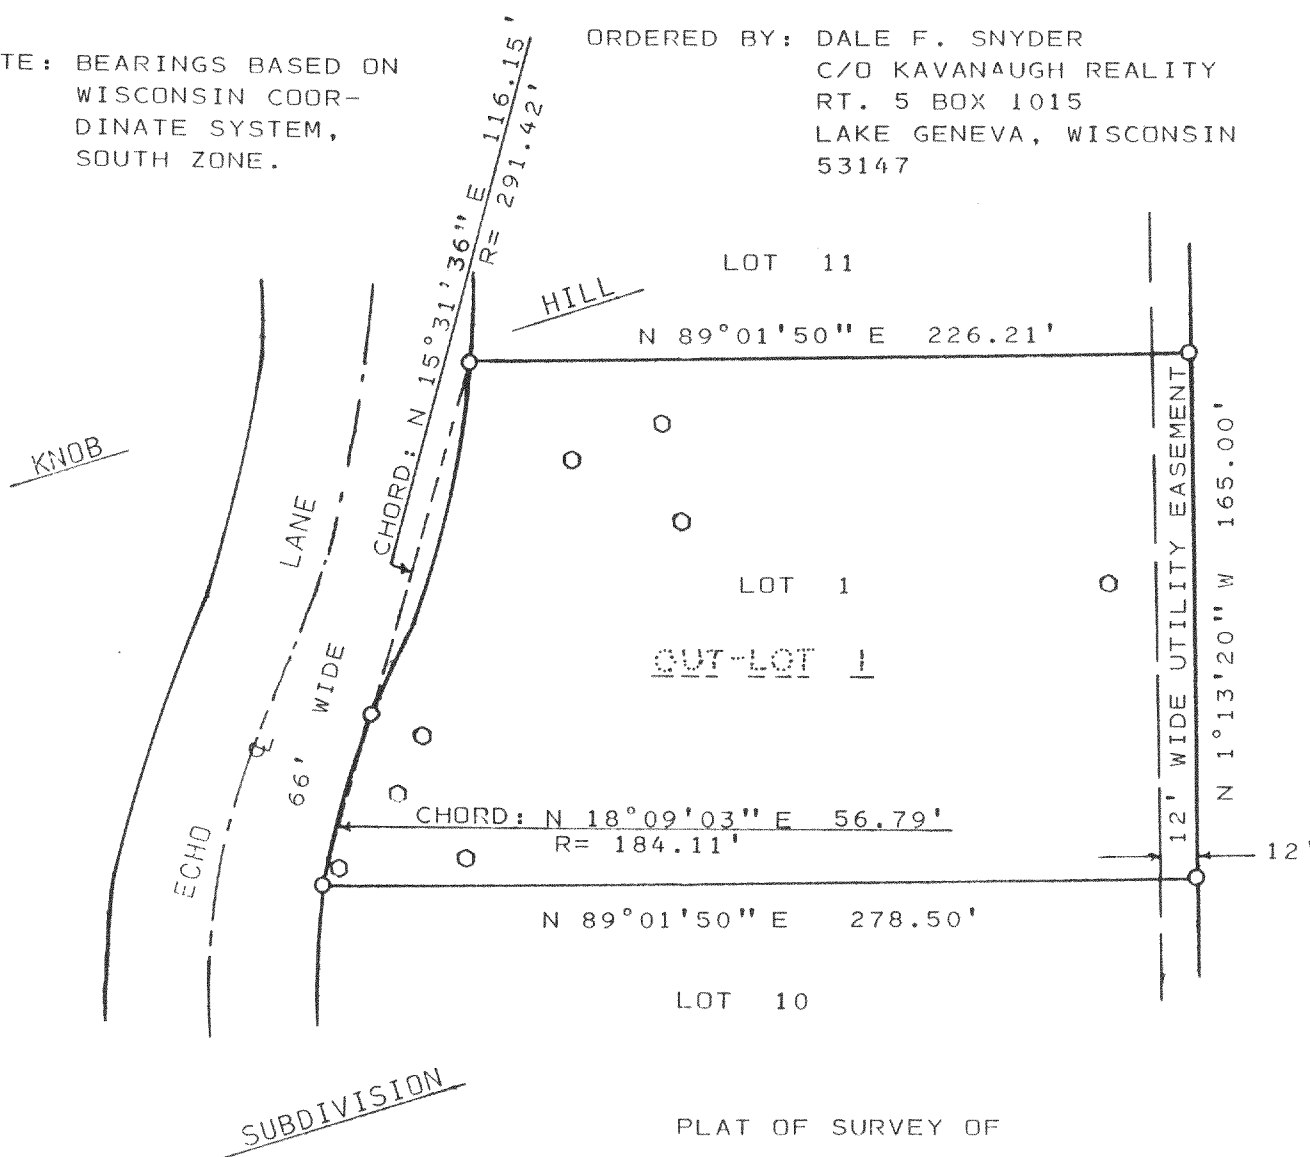 TE: BEARINGS BASED ON
WISCONSIN COOR-
DINATE SYSTEM,
SOUTH ZONE.
ORDERED BY: DALE F. SNYDER
C/O KAVANAUGH REALITY
RT. 5 BOX 1015
LAKE GENEVA, WISCONSIN
53147
CHORD: N 15°31'36" E 116.15'
R= 291.42'
LOT 11
HILL
N 89°01'50" E 226.21'
KNOB
LANE
ECHO
66' WIDE
LOT 1
OUT-LOT 1
12' WIDE UTILITY EASEMENT
N 1°13'20" W 165.00'
CHORD: N 18°09'03" E 56.79'
R= 184.11'
12'
N 89°01'50" E 278.50'
LOT 10
SUBDIVISION
PLAT OF SURVEY OF